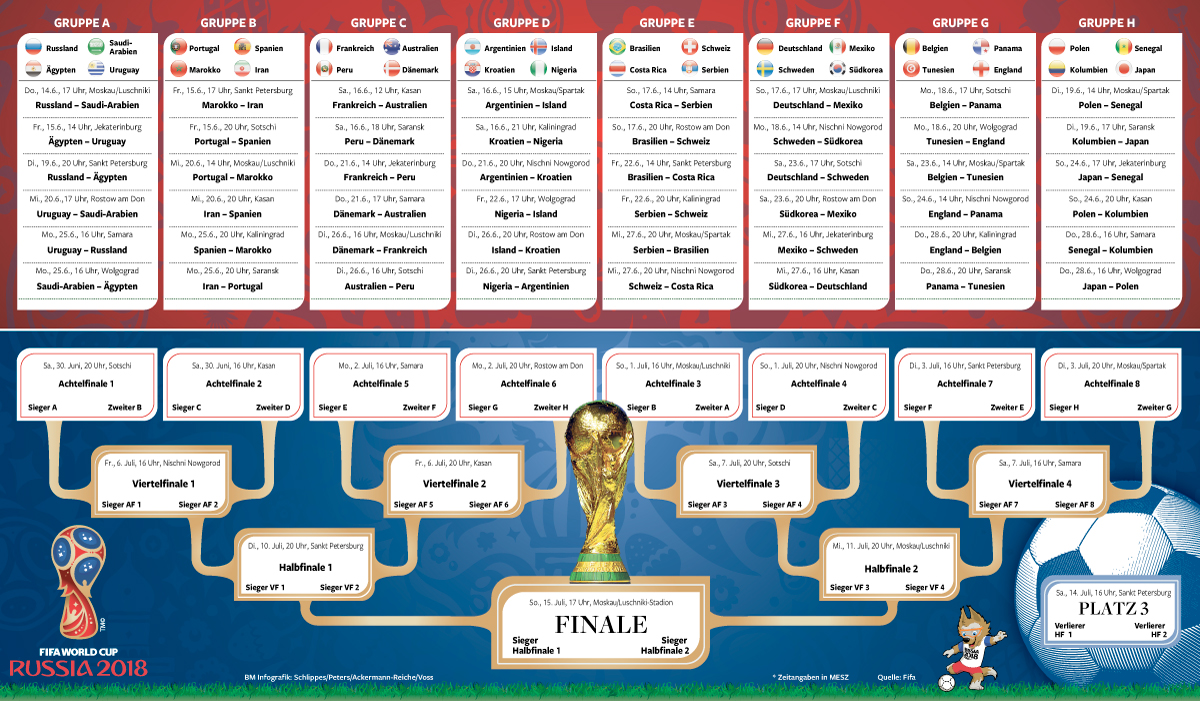 GRUPPE A
Russland
Saudi-
Arabien
Ägypten
Uruguay
Do., 14.6., 17 Uhr, Moskau/Luschniki
Russland – Saudi-Arabien
Fr., 15.6., 14 Uhr, Jekaterinburg
Ägypten – Uruguay
Di., 19.6., 20 Uhr, Sankt Petersburg
Russland – Ägypten
Mi., 20.6., 17 Uhr, Rostow am Don
Uruguay – Saudi-Arabien
Mo., 25.6., 16 Uhr, Samara
Uruguay – Russland
Mo., 25.6., 16 Uhr, Wolgograd
Saudi-Arabien – Ägypten
GRUPPE B
Portugal
Spanien
Marokko
Iran
Fr., 15.6., 17 Uhr, Sankt Petersburg
Marokko – Iran
Fr., 15.6., 20 Uhr, Sotschi
Portugal – Spanien
Mi., 20.6., 14 Uhr, Moskau/Luschniki
Portugal – Marokko
Mi., 20.6., 20 Uhr, Kasan
Iran – Spanien
Mo., 25.6., 20 Uhr, Kaliningrad
Spanien – Marokko
Mo., 25.6., 20 Uhr, Saransk
Iran – Portugal
GRUPPE C
Frankreich
Australien
Peru
Dänemark
Sa., 16.6., 12 Uhr, Kasan
Frankreich – Australien
Sa., 16.6., 18 Uhr, Saransk
Peru – Dänemark
Do., 21.6., 14 Uhr, Jekaterinburg
Frankreich – Peru
Do., 21.6., 17 Uhr, Samara
Dänemark – Australien
Di., 26.6., 16 Uhr, Moskau/Luschniki
Dänemark – Frankreich
Di., 26.6., 16 Uhr, Sotschi
Australien – Peru
GRUPPE D
Argentinien
Island
Kroatien
Nigeria
Sa., 16.6., 15 Uhr, Moskau/Spartak
Argentinien – Island
Sa., 16.6., 21 Uhr, Kaliningrad
Kroatien – Nigeria
Do., 21.6., 20 Uhr, Nischni Nowgorod
Argentinien – Kroatien
Fr., 22.6., 17 Uhr, Wolgograd
Nigeria – Island
Di., 26.6., 20 Uhr, Rostow am Don
Island – Kroatien
Di., 26.6., 20 Uhr, Sankt Petersburg
Nigeria – Argentinien
GRUPPE E
Brasilien
Schweiz
Costa Rica
Serbien
So., 17.6., 14 Uhr, Samara
Costa Rica – Serbien
So., 17.6., 20 Uhr, Rostow am Don
Brasilien – Schweiz
Fr., 22.6., 14 Uhr, Sankt Petersburg
Brasilien – Costa Rica
Fr., 22.6., 20 Uhr, Kaliningrad
Serbien – Schweiz
Mi., 27.6., 20 Uhr, Moskau/Spartak
Serbien – Brasilien
Mi., 27.6., 20 Uhr, Nischni Nowgorod
Schweiz – Costa Rica
GRUPPE F
Deutschland
Mexiko
Schweden
Südkorea
So., 17.6., 17 Uhr, Moskau/Luschniki
Deutschland – Mexiko
Mo., 18.6., 14 Uhr, Nischni Nowgorod
Schweden – Südkorea
Sa., 23.6., 17 Uhr, Sotschi
Deutschland – Schweden
Sa., 23.6., 20 Uhr, Rostow am Don
Südkorea – Mexiko
Mi., 27.6., 16 Uhr, Jekaterinburg
Mexiko – Schweden
Mi., 27.6., 16 Uhr, Kasan
Südkorea – Deutschland
GRUPPE G
Belgien
Panama
Tunesien
England
Mo., 18.6., 17 Uhr, Sotschi
Belgien – Panama
Mo., 18.6., 20 Uhr, Wolgograd
Tunesien – England
Sa., 23.6., 14 Uhr, Moskau/Spartak
Belgien – Tunesien
So., 24.6., 14 Uhr, Nischni Nowgorod
England – Panama
Do., 28.6., 20 Uhr, Kaliningrad
England – Belgien
Do., 28.6., 20 Uhr, Saransk
Panama – Tunesien
GRUPPE H
Polen
Senegal
Kolumbien
Japan
Di., 19.6., 14 Uhr, Moskau/Spartak
Polen – Senegal
Di., 19.6., 17 Uhr, Saransk
Kolumbien – Japan
So., 24.6., 17 Uhr, Jekaterinburg
Japan – Senegal
So., 24.6., 20 Uhr, Kasan
Polen – Kolumbien
Do., 28.6., 16 Uhr, Samara
Senegal – Kolumbien
Do., 28.6., 16 Uhr, Wolgograd
Japan – Polen
Sa., 30. Juni, 20 Uhr, Sotschi
Achtelfinale 1
Sieger A Zweiter B
Sa., 30. Juni, 16 Uhr, Kasan
Achtelfinale 2
Sieger C Zweiter D
Mo., 2. Juli, 16 Uhr, Samara
Achtelfinale 5
Sieger E Zweiter F
Mo., 2. Juli, 20 Uhr, Rostow am Don
Achtelfinale 6
Sieger G Zweiter H
So., 1. Juli, 16 Uhr, Moskau/Luschniki
Achtelfinale 3
Sieger B Zweiter A
So., 1. Juli, 20 Uhr, Nischni Nowgorod
Achtelfinale 4
Sieger D Zweiter C
Di., 3. Juli, 16 Uhr, Sankt Petersburg
Achtelfinale 7
Sieger F Zweiter E
Di., 3. Juli, 20 Uhr, Moskau/Spartak
Achtelfinale 8
Sieger H Zweiter G
Fr., 6. Juli, 16 Uhr, Nischni Nowgorod
Viertelfinale 1
Sieger AF 1 Sieger AF 2
Fr., 6. Juli, 20 Uhr, Kasan
Viertelfinale 2
Sieger AF 5 Sieger AF 6
Sa., 7. Juli, 20 Uhr, Sotschi
Viertelfinale 3
Sieger AF 3 Sieger AF 4
Sa., 7. Juli, 16 Uhr, Samara
Viertelfinale 4
Sieger AF 7 Sieger AF 8
Di., 10. Juli, 20 Uhr, Sankt Petersburg
Halbfinale 1
Sieger VF 1 Sieger VF 2
Mi., 11. Juli, 20 Uhr, Moskau/Luschniki
Halbfinale 2
Sieger VF 3 Sieger VF 4
So., 15. Juli, 17 Uhr, Moskau/Luschniki-Stadion
FINALE
Sieger Sieger
Halbfinale 1 Halbfinale 2
Sa., 14. Juli, 16 Uhr, Sankt Petersburg
PLATZ 3
Verlierer Verlierer
HF 1 HF 2
TMC
FIFA WORLD CUP
RUSSIA 2018
BM Infografik: Schlippes/Peters/Ackermann-Reiche/Voss
* Zeitangaben in MESZ
Quelle: Fifa